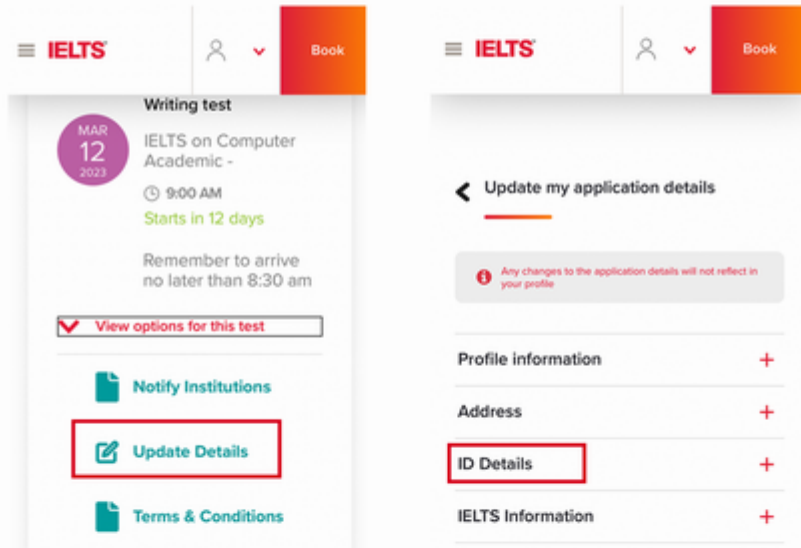 IELTS
Book
Writing test
MAR
12
2023
IELTS on Computer
Academic -
9:00 AM
Starts in 12 days
Remember to arrive
no later than 8:30 am
View options for this test
Notify Institutions
Update Details
Terms & Conditions
IELTS
Book
Update my application details
Any changes to the application details will not reflect in
your profile
Profile information
Address
ID Details
IELTS Information